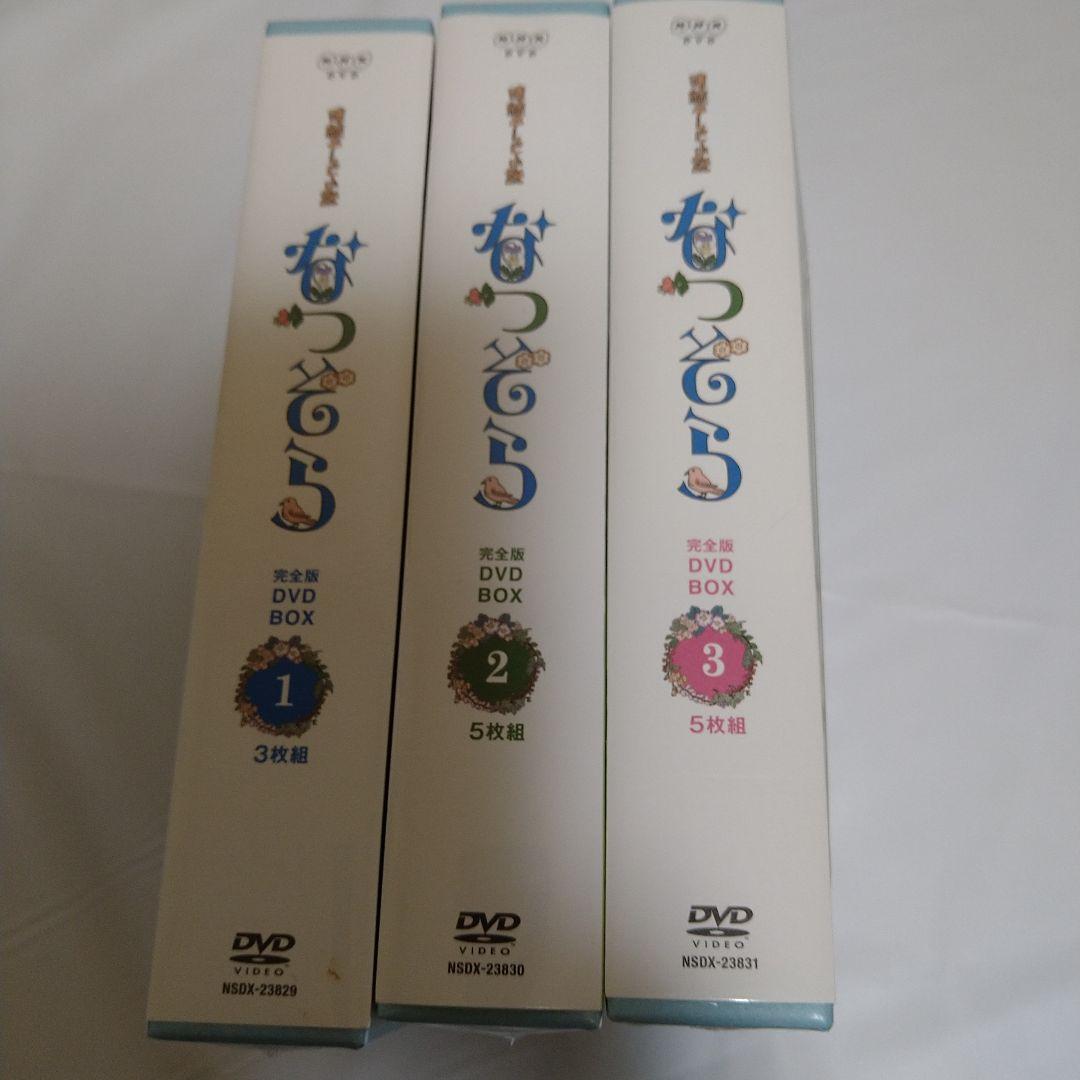 NHK
DVD
連続テレビ小説
なつぞら
完全版
DVD
BOX
1
3枚組
DVD
VIDEO
NSDX-23829
NHK
DVD
連続テレビ小説
なつぞら
完全版
DVD
BOX
2
5枚組
DVD
VIDEO
NSDX-23830
NHK
DVD
連続テレビ小説
なつぞら
完全版
DVD
BOX
3
5枚組
DVD
VIDEO
NSDX-23831